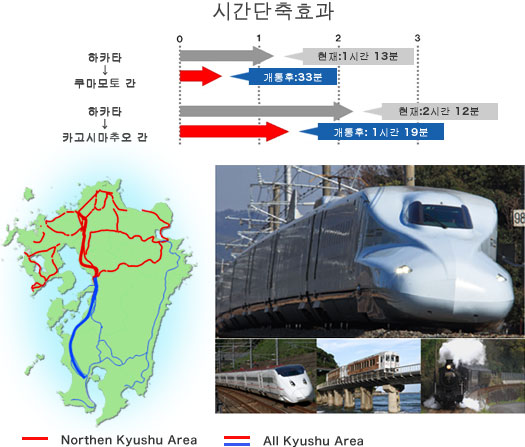 시간단축효과
0 1 2 3
하카타
↓
쿠마모토 간
현재:1시간 13분
개통후:33분
하카타
↓
카고시마추오 간
현재:2시간 12분
개통후: 1시간 19분
98
Northen Kyushu Area
All Kyushu Area